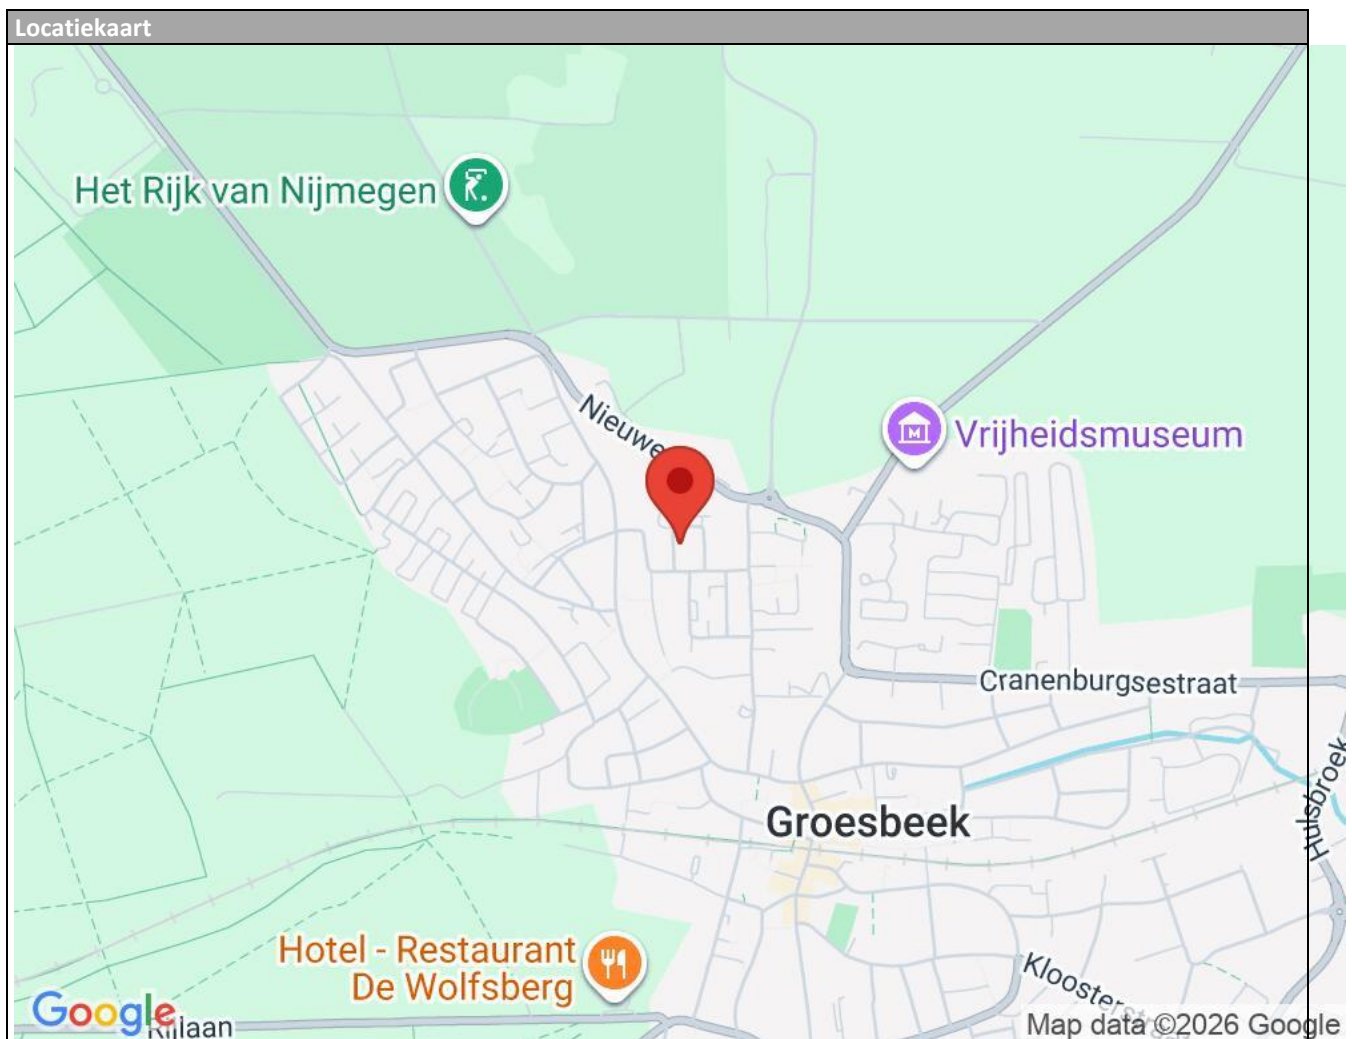 Locatiekaart
Het Rijk van Nijmegen
Nieuwe
Vrijheidsmuseum
Cranenburgsestraat
Hulsbroek
Groesbeek
Hotel - Restaurant
De Wolfsberg
Google
Map data ©2026 Google